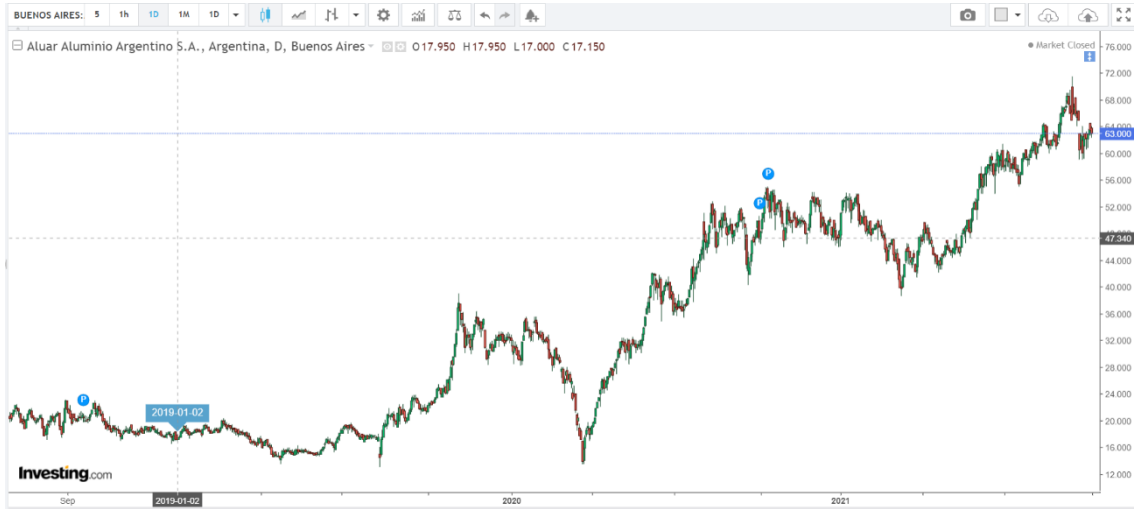 BUENOS AIRES: 5 1h 1D 1M 1D
Aluar Aluminio Argentino S.A., Argentina, D, Buenos Aires O17.950 H17.950 L17.000 C17.150
Market Closed
76.000
72.000
68.000
64.000
63.000
60.000
56.000
52.000
47.340
44.000
40.000
36.000
32.000
28.000
24.000
20.000
16.000
12.000
P
P
P
2019-01-02
Investing.com
Sep 2019-01-02 2020 2021